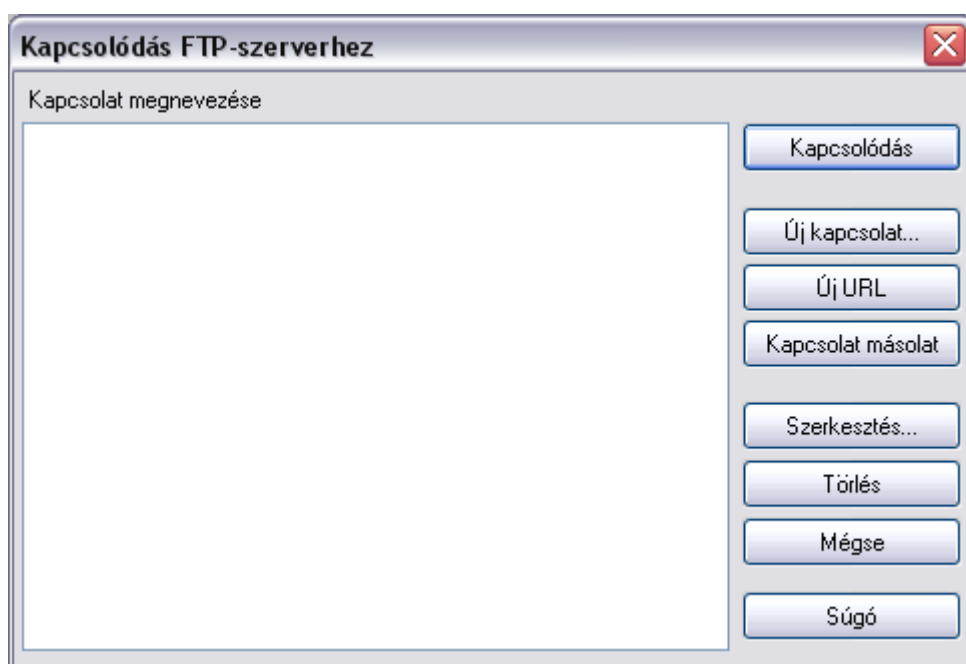 Kapcsolódás FTP-szerverhez
Kapcsolat megnevezése
Kapcsolódás
Új kapcsolat...
Új URL
Kapcsolat másolat
Szerkesztés...
Törlés
Mégse
Súgó